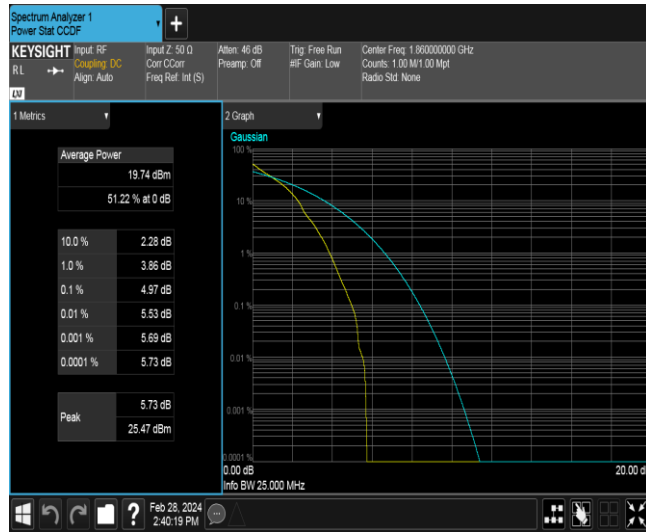 Spectrum Analyzer 1
Power Stat CCDF
+
KEYSIGHT
Input: RF
Coupling: DC
Align: Auto
Input Z: 50 Ω
Corr CCorr
Freq Ref: Int (S)
Atten: 46 dB
Preamp: Off
Trig: Free Run
#IF Gain: Low
Center Freq: 1.860000000 GHz
Counts: 1.00 M/1.00 Mpt
Radio Std: None
R L
LXI
1 Metrics
Average Power
19.74 dBm
51.22 % at 0 dB
10.0 % 2.28 dB
1.0 % 3.86 dB
0.1 % 4.97 dB
0.01 % 5.53 dB
0.001 % 5.69 dB
0.0001 % 5.73 dB
Peak
5.73 dB
25.47 dBm
2 Graph
Gaussian
100 %
10 %
1 %
0.1 %
0.01 %
0.001 %
0.0001 %
0.00 dB
20.00 d
Info BW 25.000 MHz
?
Feb 28, 2024
2:40:19 PM